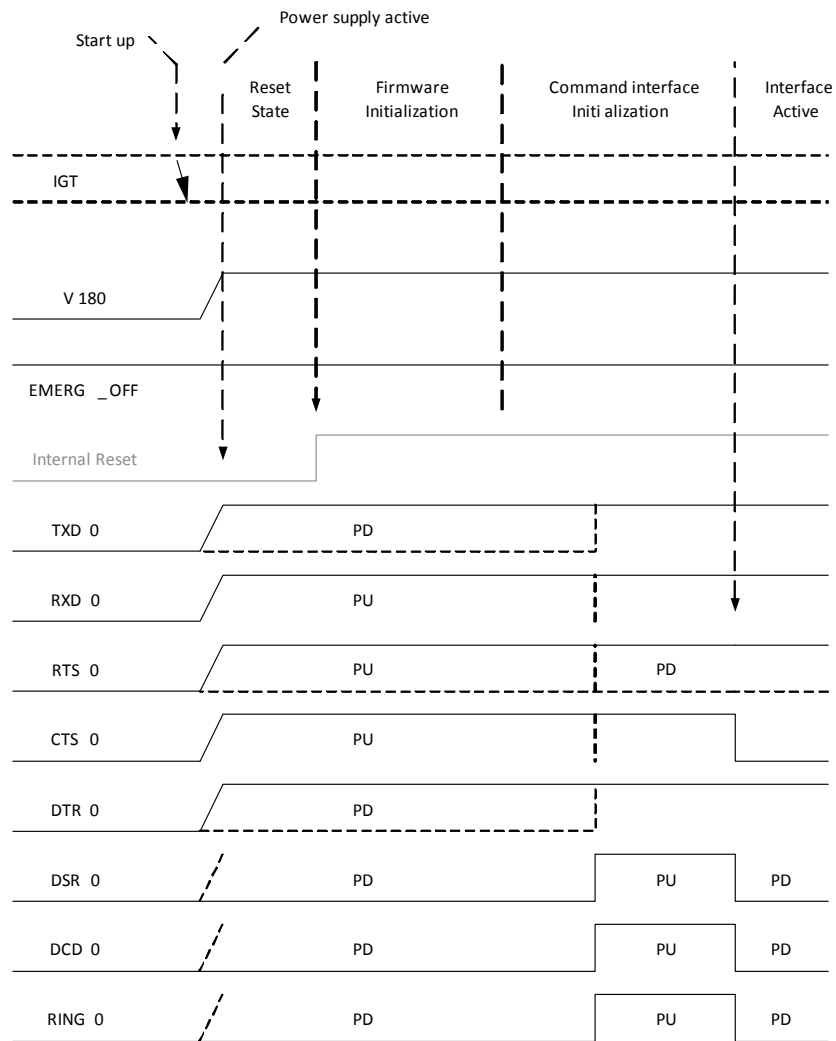 Power supply active
Start up
Reset State
Firmware Initialization
Command interface Initi alization
Interface Active
IGT
V 180
EMERG _OFF
Internal Reset
TXD 0 PD
RXD 0 PU
RTS 0 PU PD
CTS 0 PU
DTR 0 PD
DSR 0 PD PU PD
DCD 0 PD PU PD
RING 0 PD PU PD